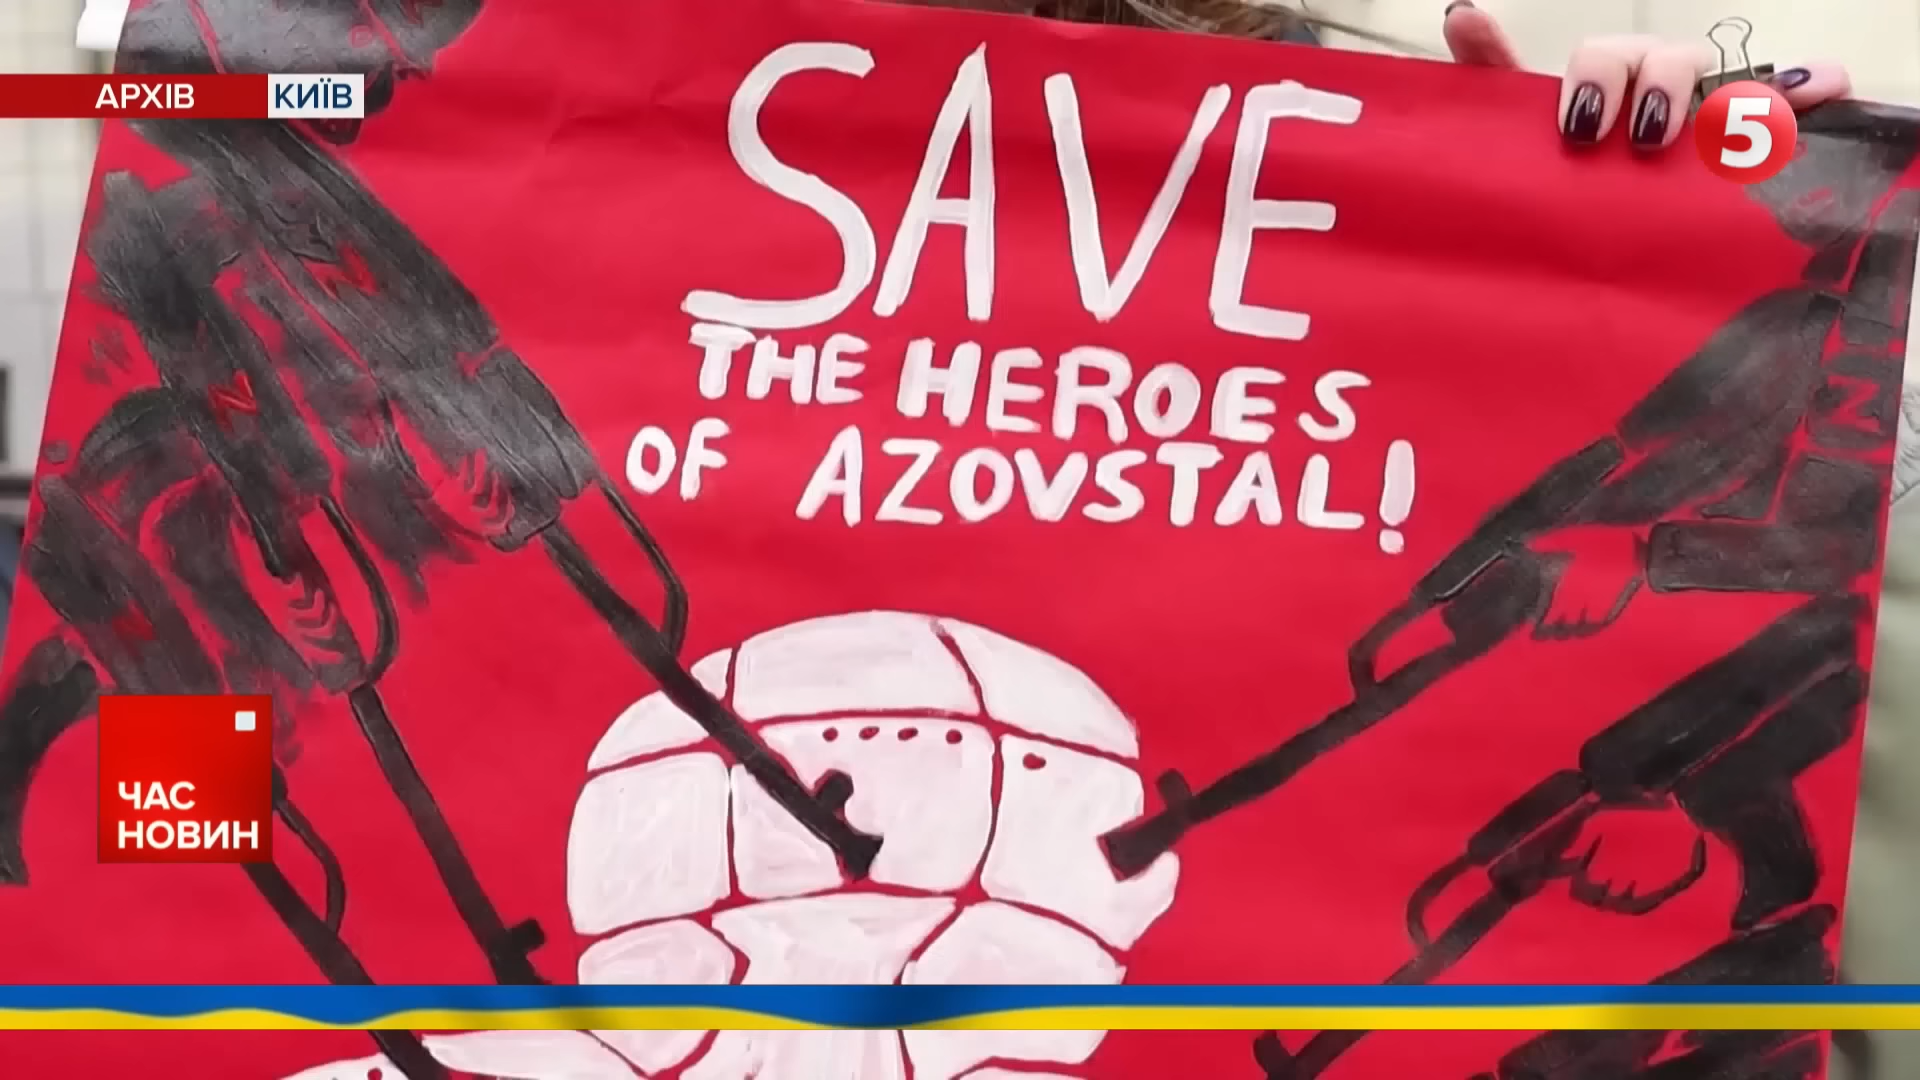 АРХІВ КИЇВ
5
SAVE
THE HEROES
OF AZOVSTAL!
N
N
N
N
ЧАС
НОВИН